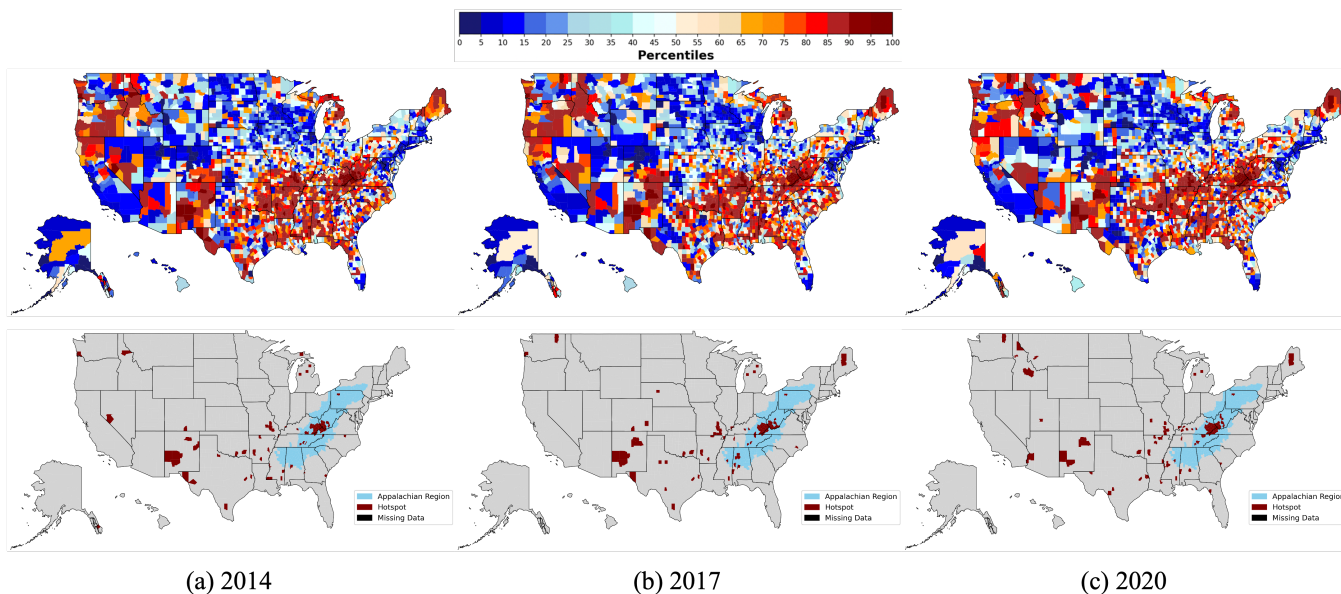 0 5 10 15 20 25 30 35 40 45 50 60 65 70 75 80 85 90 95 100
Percentiles
Appalachian Region
Hotspot
Missing Data
Appalachian Region
Hotspot
Missing Data
Appalachian Region
Hotspot
Missing Data
(a) 2014
(b) 2017
(c) 2020